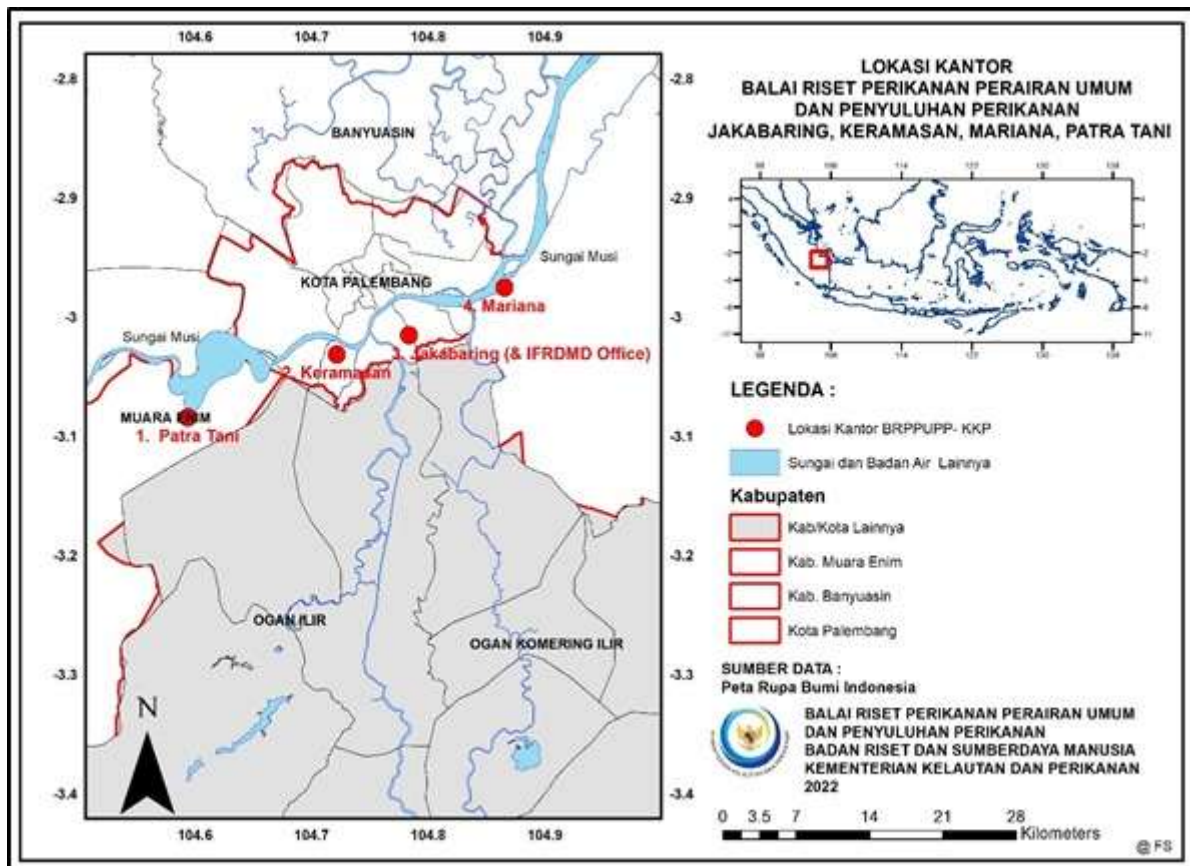 104.6 104.7 104.8 104.9
-2.8
-2.9
-3
-3.1
-3.2
-3.3
-3.4
BANYUASIN
Sungai Musi
KOTA PALEMBANG
4. Mariana
Sungai Musi
3. Jakabaring (& IFRDMD Office)
2. Keramasan
MUARA ENIM
1. Patra Tani
OGAN ILIR
OGAN KOMERING ILIR
N
-2.8
-2.9
-3
-3.1
-3.2
-3.3
-3.4
104.6 104.7 104.8 104.9
LOKASI KANTOR
BALAI RISET PERIKANAN PERAIRAN UMUM
DAN PENYULUHAN PERIKANAN
JAKABARING, KERAMASAN, MARIANA, PATRA TANI
114
LEGENDA :
Lokasi Kantor BRPPUPP- KKP
Sungai dan Badan Air Lainnya
Kabupaten
Kab/Kota Lainnya
Kab. Muara Enim
Kab. Banyuasin
Kota Palembang
SUMBER DATA :
Peta Rupa Bumi Indonesia
BALAI RISET PERIKANAN PERAIRAN UMUM
DAN PENYULUHAN PERIKANAN
BADAN RISET DAN SUMBERDAYA MANUSIA
KEMENTERIAN KELAUTAN DAN PERIKANAN
2022
0 3.5 7 14 21 28
Kilometers
@ FS